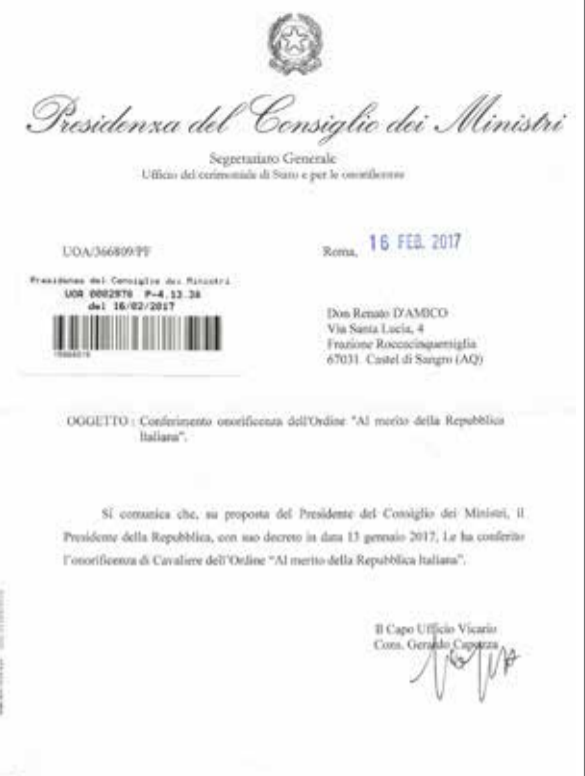 Presidenza del Consiglio dei Ministri
Segretariato Generale
Ufficio del cerimoniale di Stato e per le onorificenze
UOA/366809/PF
Roma, 16 FEB. 2017
Presidenza del Consiglio dei Ministri
UOA 0002976 P-4.13.36
del 16/02/2017
Don Renato D'AMICO
Via Santa Lucia, 4
Frazione Roccacinquemiglia
67031 Castel di Sangro (AQ)
OGGETTO : Conferimento onorificenza dell'Ordine "Al merito della Repubblica
Italiana".
Si comunica che, su proposta del Presidente del Consiglio dei Ministri, il
Presidente della Repubblica, con suo decreto in data 13 gennaio 2017, Le ha conferito
l'onorificenza di Cavaliere dell'Ordine "Al merito della Repubblica Italiana".
Il Capo Ufficio Vicario
Cons. Gerardo Capozza